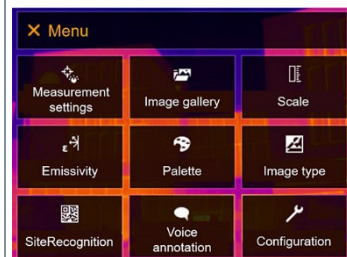 Menu
Measurement
settings
Image gallery
Scale
ε
Emissivity
Palette
Image type
SiteRecognition
Voice
annotation
Configuration